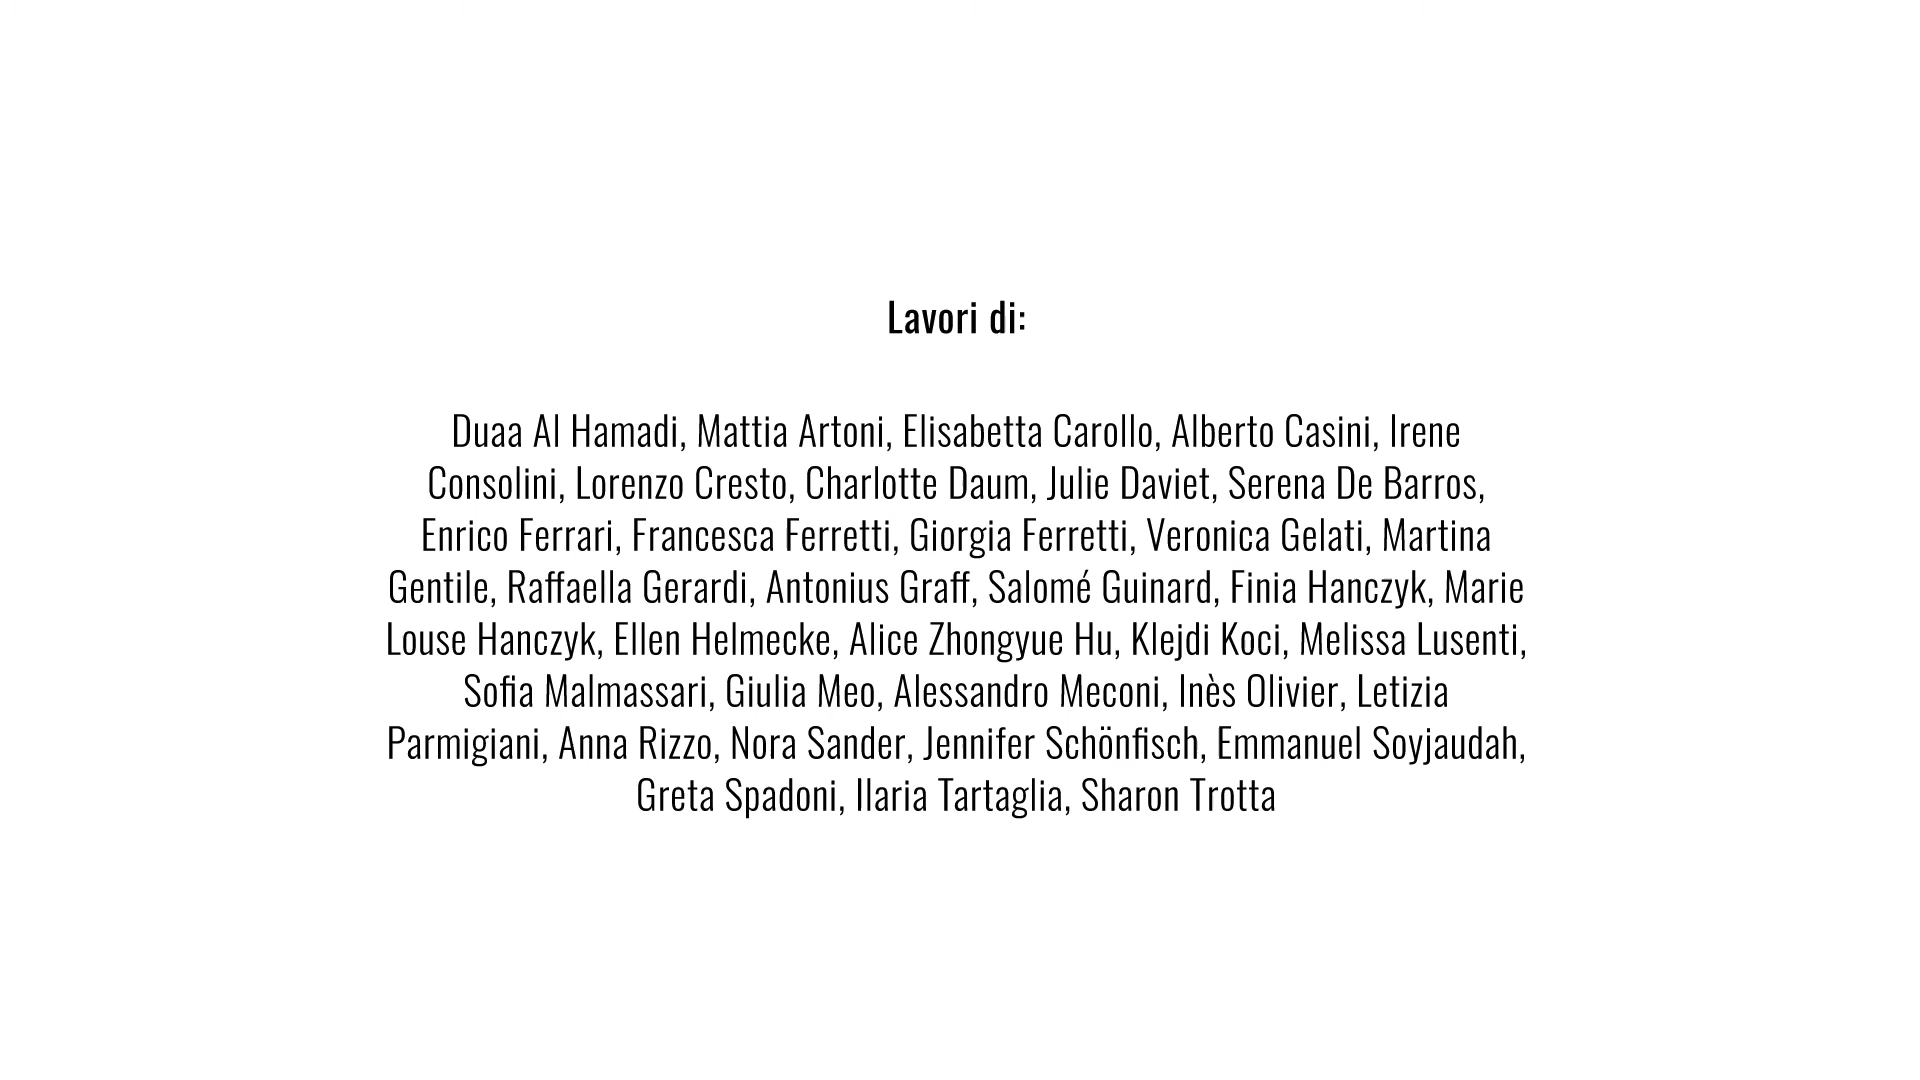 Lavori di:
Duaa Al Hamadi, Mattia Artoni, Elisabetta Carollo, Alberto Casini, Irene
Consolini, Lorenzo Cresto, Charlotte Daum, Julie Daviet, Serena De Barros,
Enrico Ferrari, Francesca Ferretti, Giorgia Ferretti, Veronica Gelati, Martina
Gentile, Raffaella Gerardi, Antonius Graff, Salomé Guinard, Finia Hanczyk, Marie
Louse Hanczyk, Ellen Helmecke, Alice Zhongyue Hu, Klejdi Koci, Melissa Lusenti,
Sofia Malmassari, Giulia Meo, Alessandro Meconi, Inès Olivier, Letizia
Parmigiani, Anna Rizzo, Nora Sander, Jennifer Schönfisch, Emmanuel Soyjaudah,
Greta Spadoni, Ilaria Tartaglia, Sharon Trotta